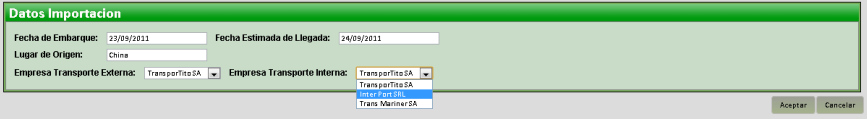 Datos Importacion
Fecha de Embarque: 23/09/2011 Fecha Estimada de Llegada: 24/09/2011
Lugar de Origen: China
Empresa Transporte Externa: TransporTito SA Empresa Transporte Interna: TransporTito SA
TransporTito SA
Inter Port SRL
Trans Mariner SA
Aceptar Cancelar